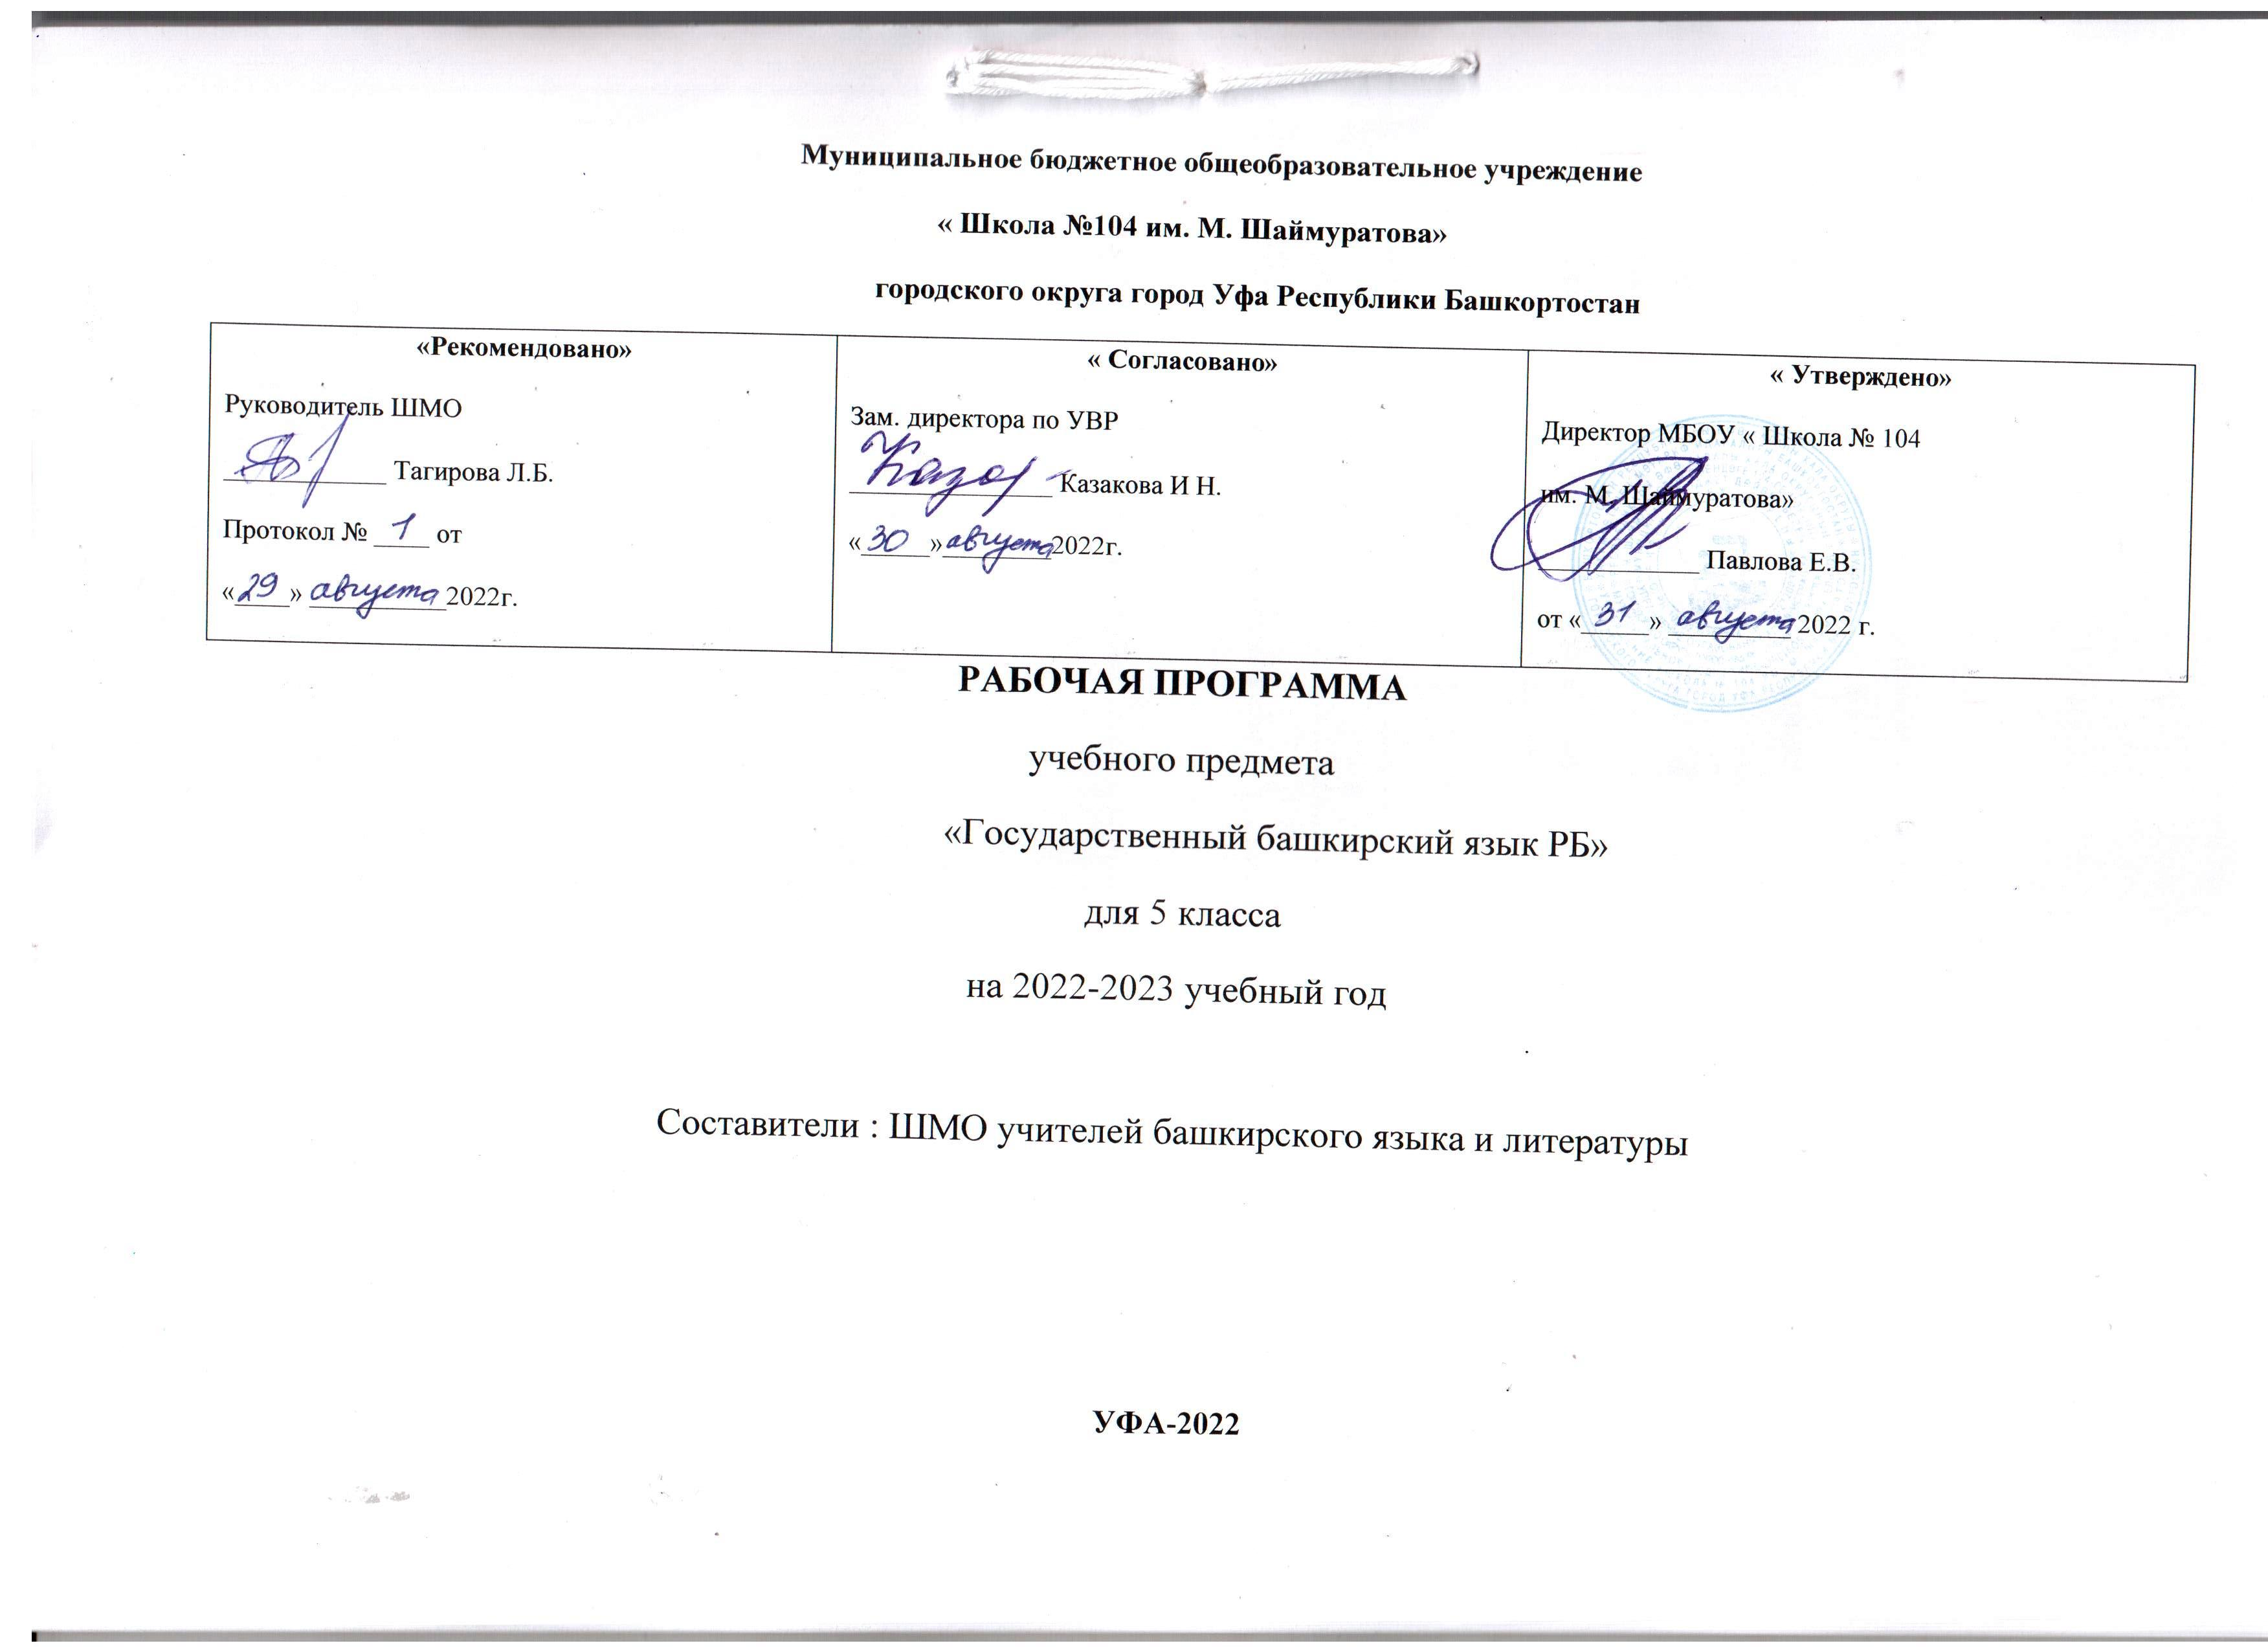 Муниципальное бюджетное общеобразовательное учреждение
« Школа №104 им. М. Шаймуратова»
городского округа город Уфа Республики Башкортостан
«Рекомендовано»
Руководитель ШМО
______________ Тагирова Л.Б.
Протокол № 1 от
«29» августа 2022г.
« Согласовано»
Зам. директора по УВР
Казак Казакова И Н.
«30» августа 2022г.
« Утверждено»
Директор МБОУ « Школа № 104
им. М. Шаймуратова»
______________ Павлова Е.В.
от «31» августа 2022 г.
РАБОЧАЯ ПРОГРАММА
учебного предмета
«Государственный башкирский язык РБ»
для 5 класса
на 2022-2023 учебный год
Составители : ШМО учителей башкирского языка и литературы
УФА-2022